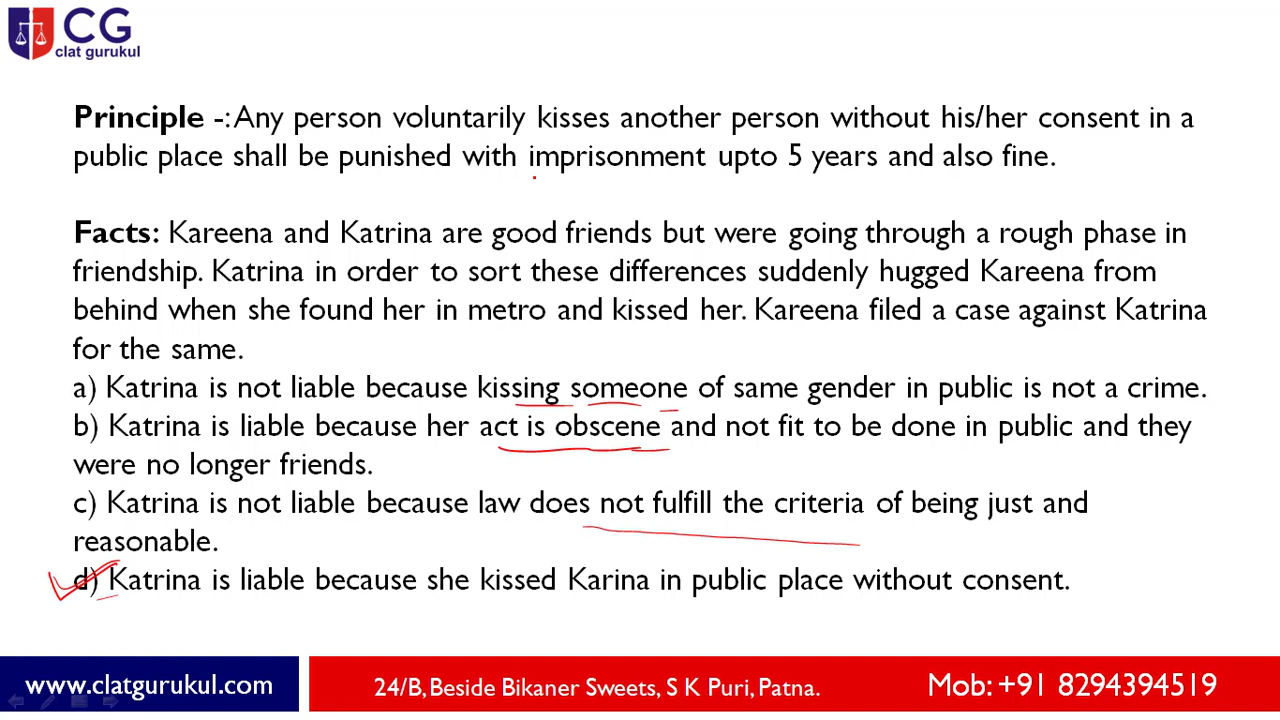 CG
clat gurukul
Principle -: Any person voluntarily kisses another person without his/her consent in a
public place shall be punished with imprisonment upto 5 years and also fine.
Facts: Kareena and Katrina are good friends but were going through a rough phase in
friendship. Katrina in order to sort these differences suddenly hugged Kareena from
behind when she found her in metro and kissed her. Kareena filed a case against Katrina
for the same.
a) Katrina is not liable because kissing someone of same gender in public is not a crime.
b) Katrina is liable because her act is obscene and not fit to be done in public and they
were no longer friends.
c) Katrina is not liable because law does not fulfill the criteria of being just and
reasonable.
d) Katrina is liable because she kissed Karina in public place without consent.
www.clatgurukul.com
24/B, Beside Bikaner Sweets, S K Puri, Patna.
Mob: +91 8294394519